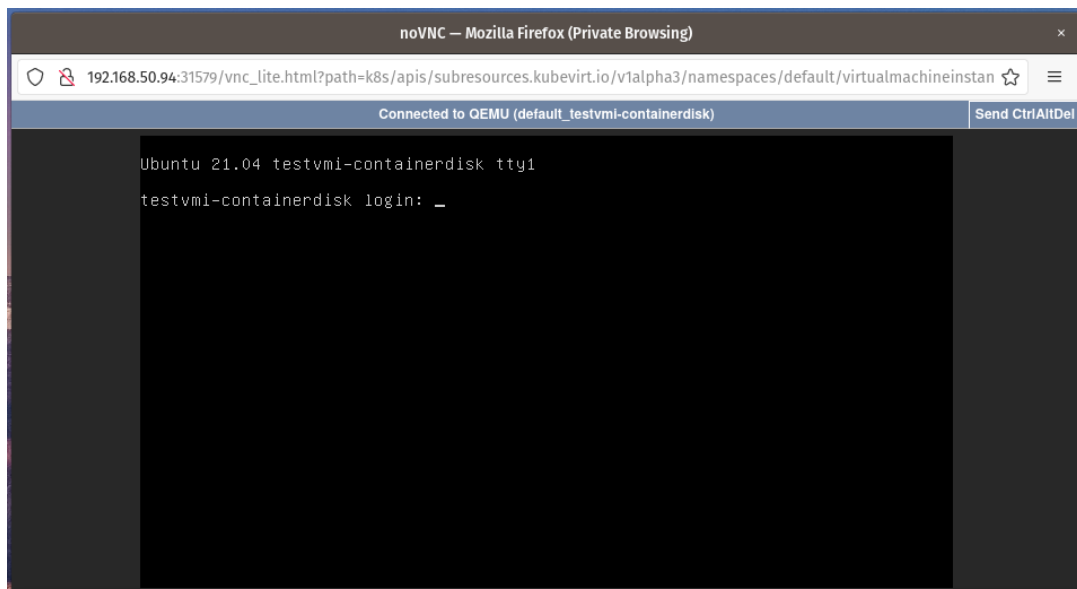 noVNC — Mozilla Firefox (Private Browsing)
192.168.50.94:31579/vnc_lite.html?path=k8s/apis/subresources.kubevirt.io/v1alpha3/namespaces/default/virtualmachineinstan
Connected to QEMU (default_testvmi-containerdisk)
Send CtrlAltDel
Ubuntu 21.04 testvmi-containerdisk tty1
testvmi-containerdisk login: _